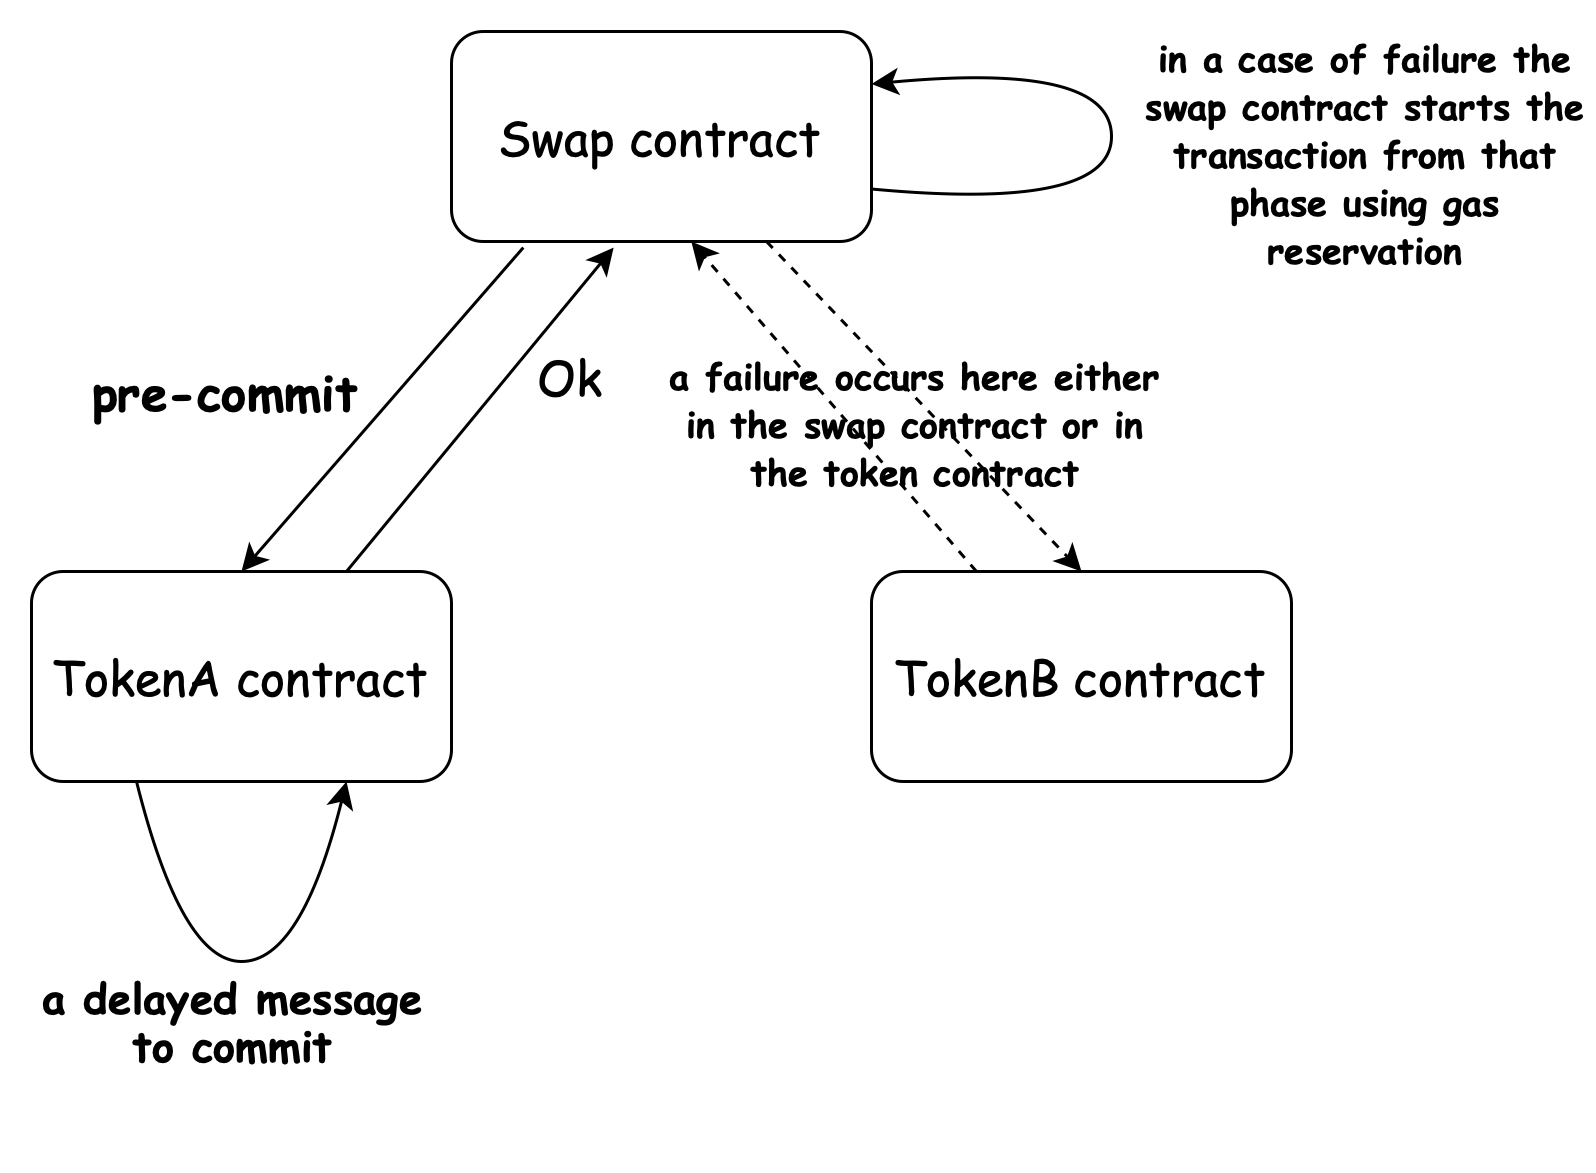 Swap contract
in a case of failure the
swap contract starts the
transaction from that
phase using gas
reservation
pre-commit
Ok
a failure occurs here either
in the swap contract or in
the token contract
TokenA contract
TokenB contract
a delayed message
to commit